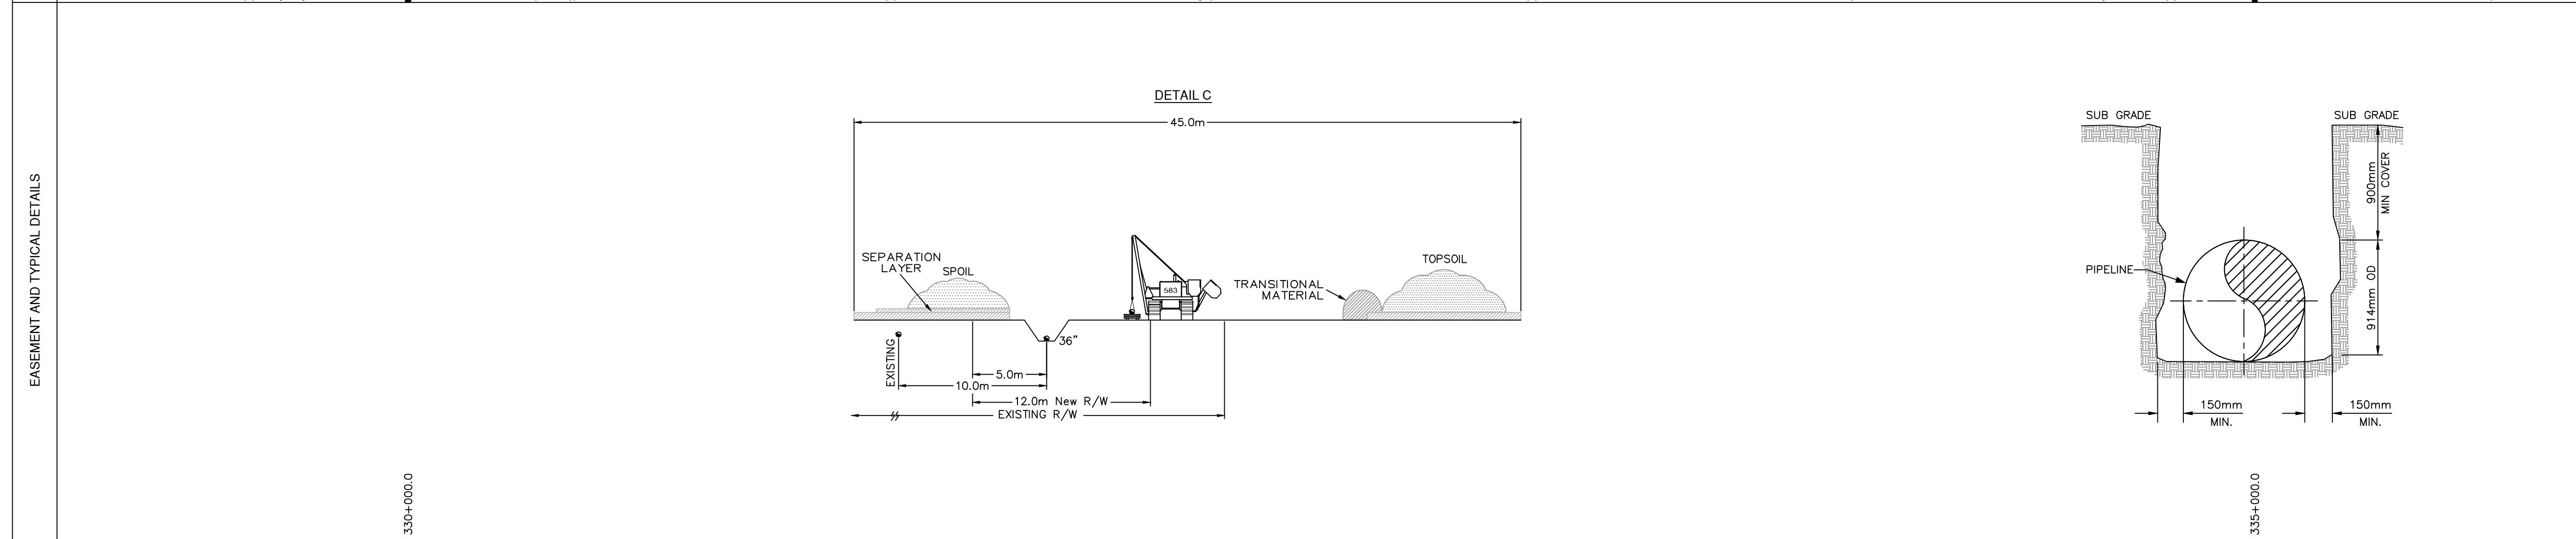 EASEMENT AND TYPICAL DETAILS
DETAIL C
45.0m
SEPARATION
LAYER
SPOIL
583
TRANSITIONAL
MATERIAL
TOPSOIL
36"
EXISTING
5.0m
10.0m
12.0m New R/W
EXISTING R/W
SUB GRADE
SUB GRADE
900mm
MIN COVER
PIPELINE
914mm OD
150mm
MIN.
150mm
MIN.
330+000.0
335+000.0